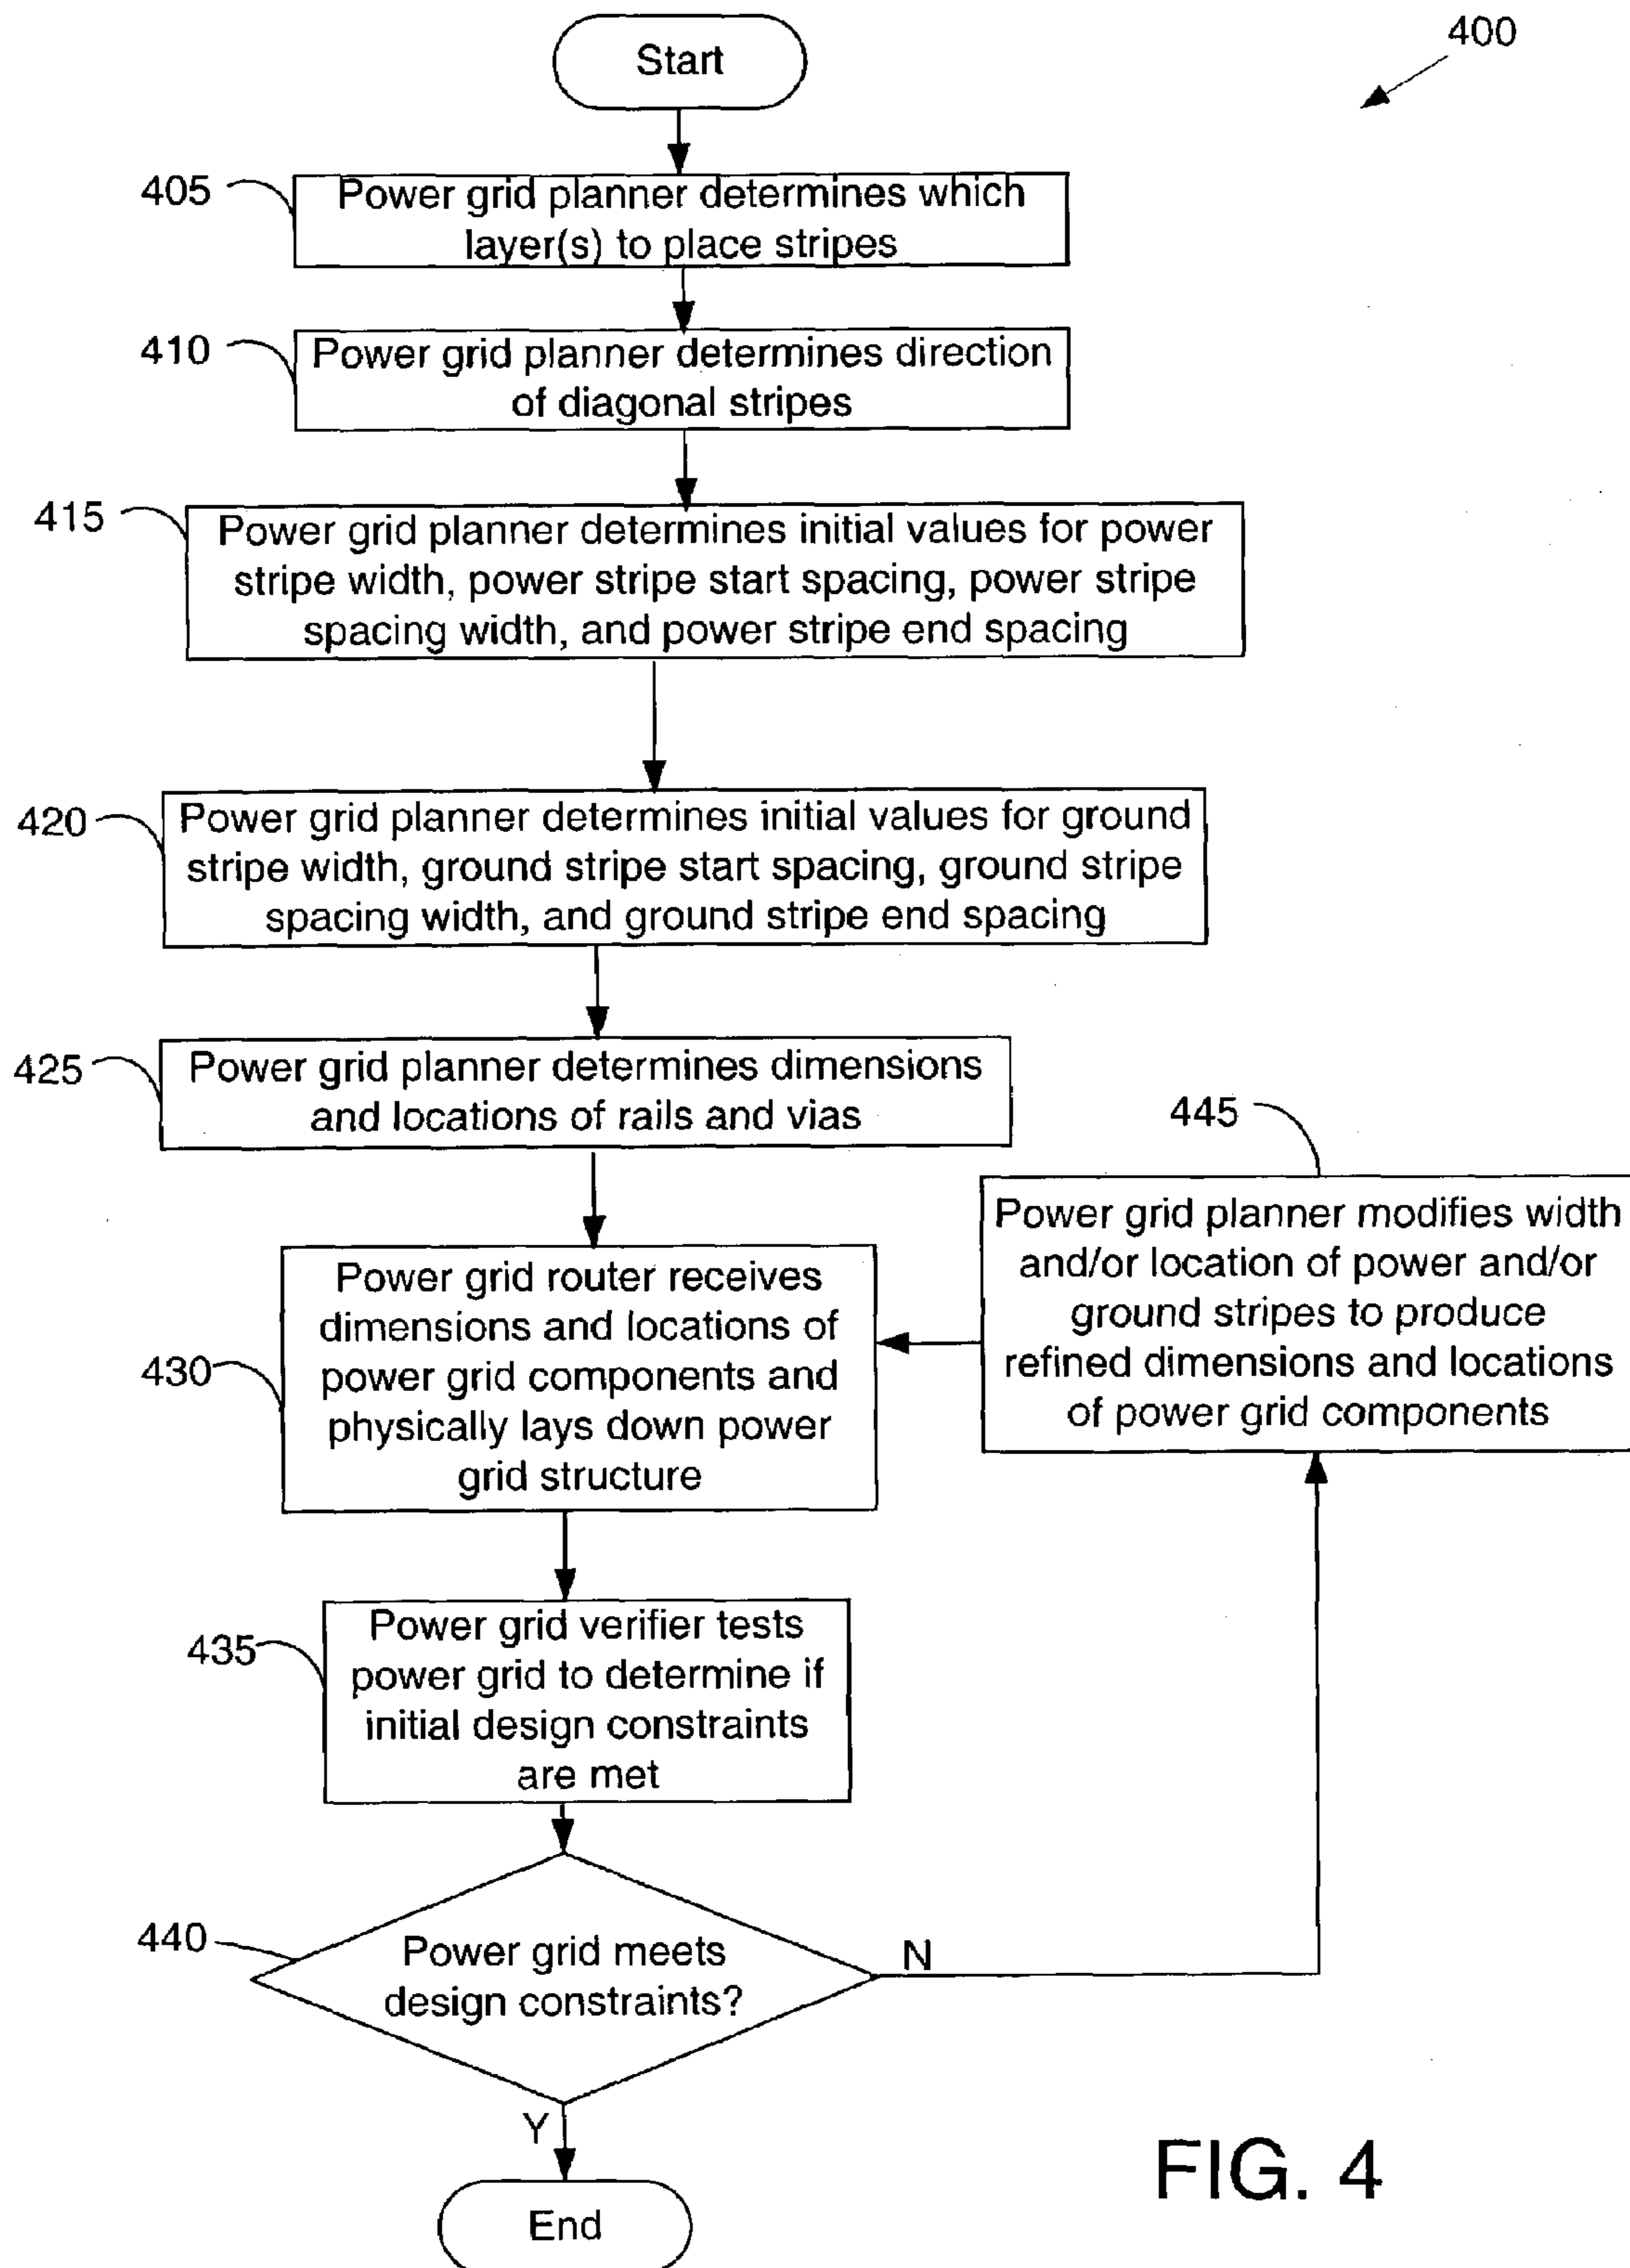 400
Start
405
Power grid planner determines which
layer(s) to place stripes
410
Power grid planner determines direction
of diagonal stripes
415
Power grid planner determines initial values for power
stripe width, power stripe start spacing, power stripe
spacing width, and power stripe end spacing
420
Power grid planner determines initial values for ground
stripe width, ground stripe start spacing, ground stripe
spacing width, and ground stripe end spacing
425
Power grid planner determines dimensions
and locations of rails and vias
445
Power grid planner modifies width
and/or location of power and/or
ground stripes to produce
refined dimensions and locations
of power grid components
430
Power grid router receives
dimensions and locations of
power grid components and
physically lays down power
grid structure
435
Power grid verifier tests
power grid to determine if
initial design constraints
are met
440
Power grid meets
design constraints?
N
Y
End
FIG. 4